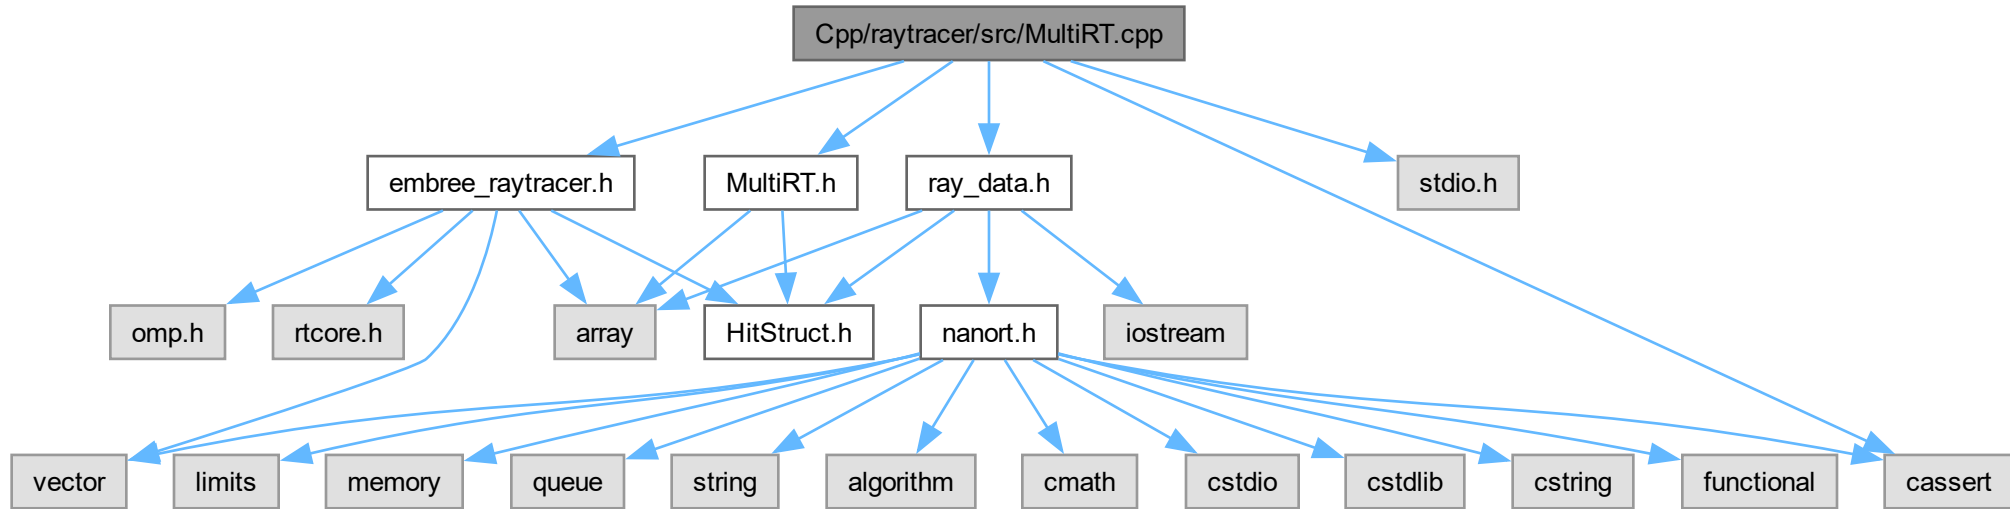 Cpp/raytracer/src/MultiRT.cpp
embree_raytracer.h
MultiRT.h
ray_data.h
stdio.h
omp.h
rtcore.h
array
HitStruct.h
nanort.h
iostream
vector
limits
memory
queue
string
algorithm
cmath
cstdio
cstdlib
cstring
functional
cassert